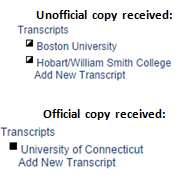 Unofficial copy received:
Transcripts
Boston University
Hobart/William Smith College
Add New Transcript
Official copy received:
Transcripts
University of Connecticut
Add New Transcript